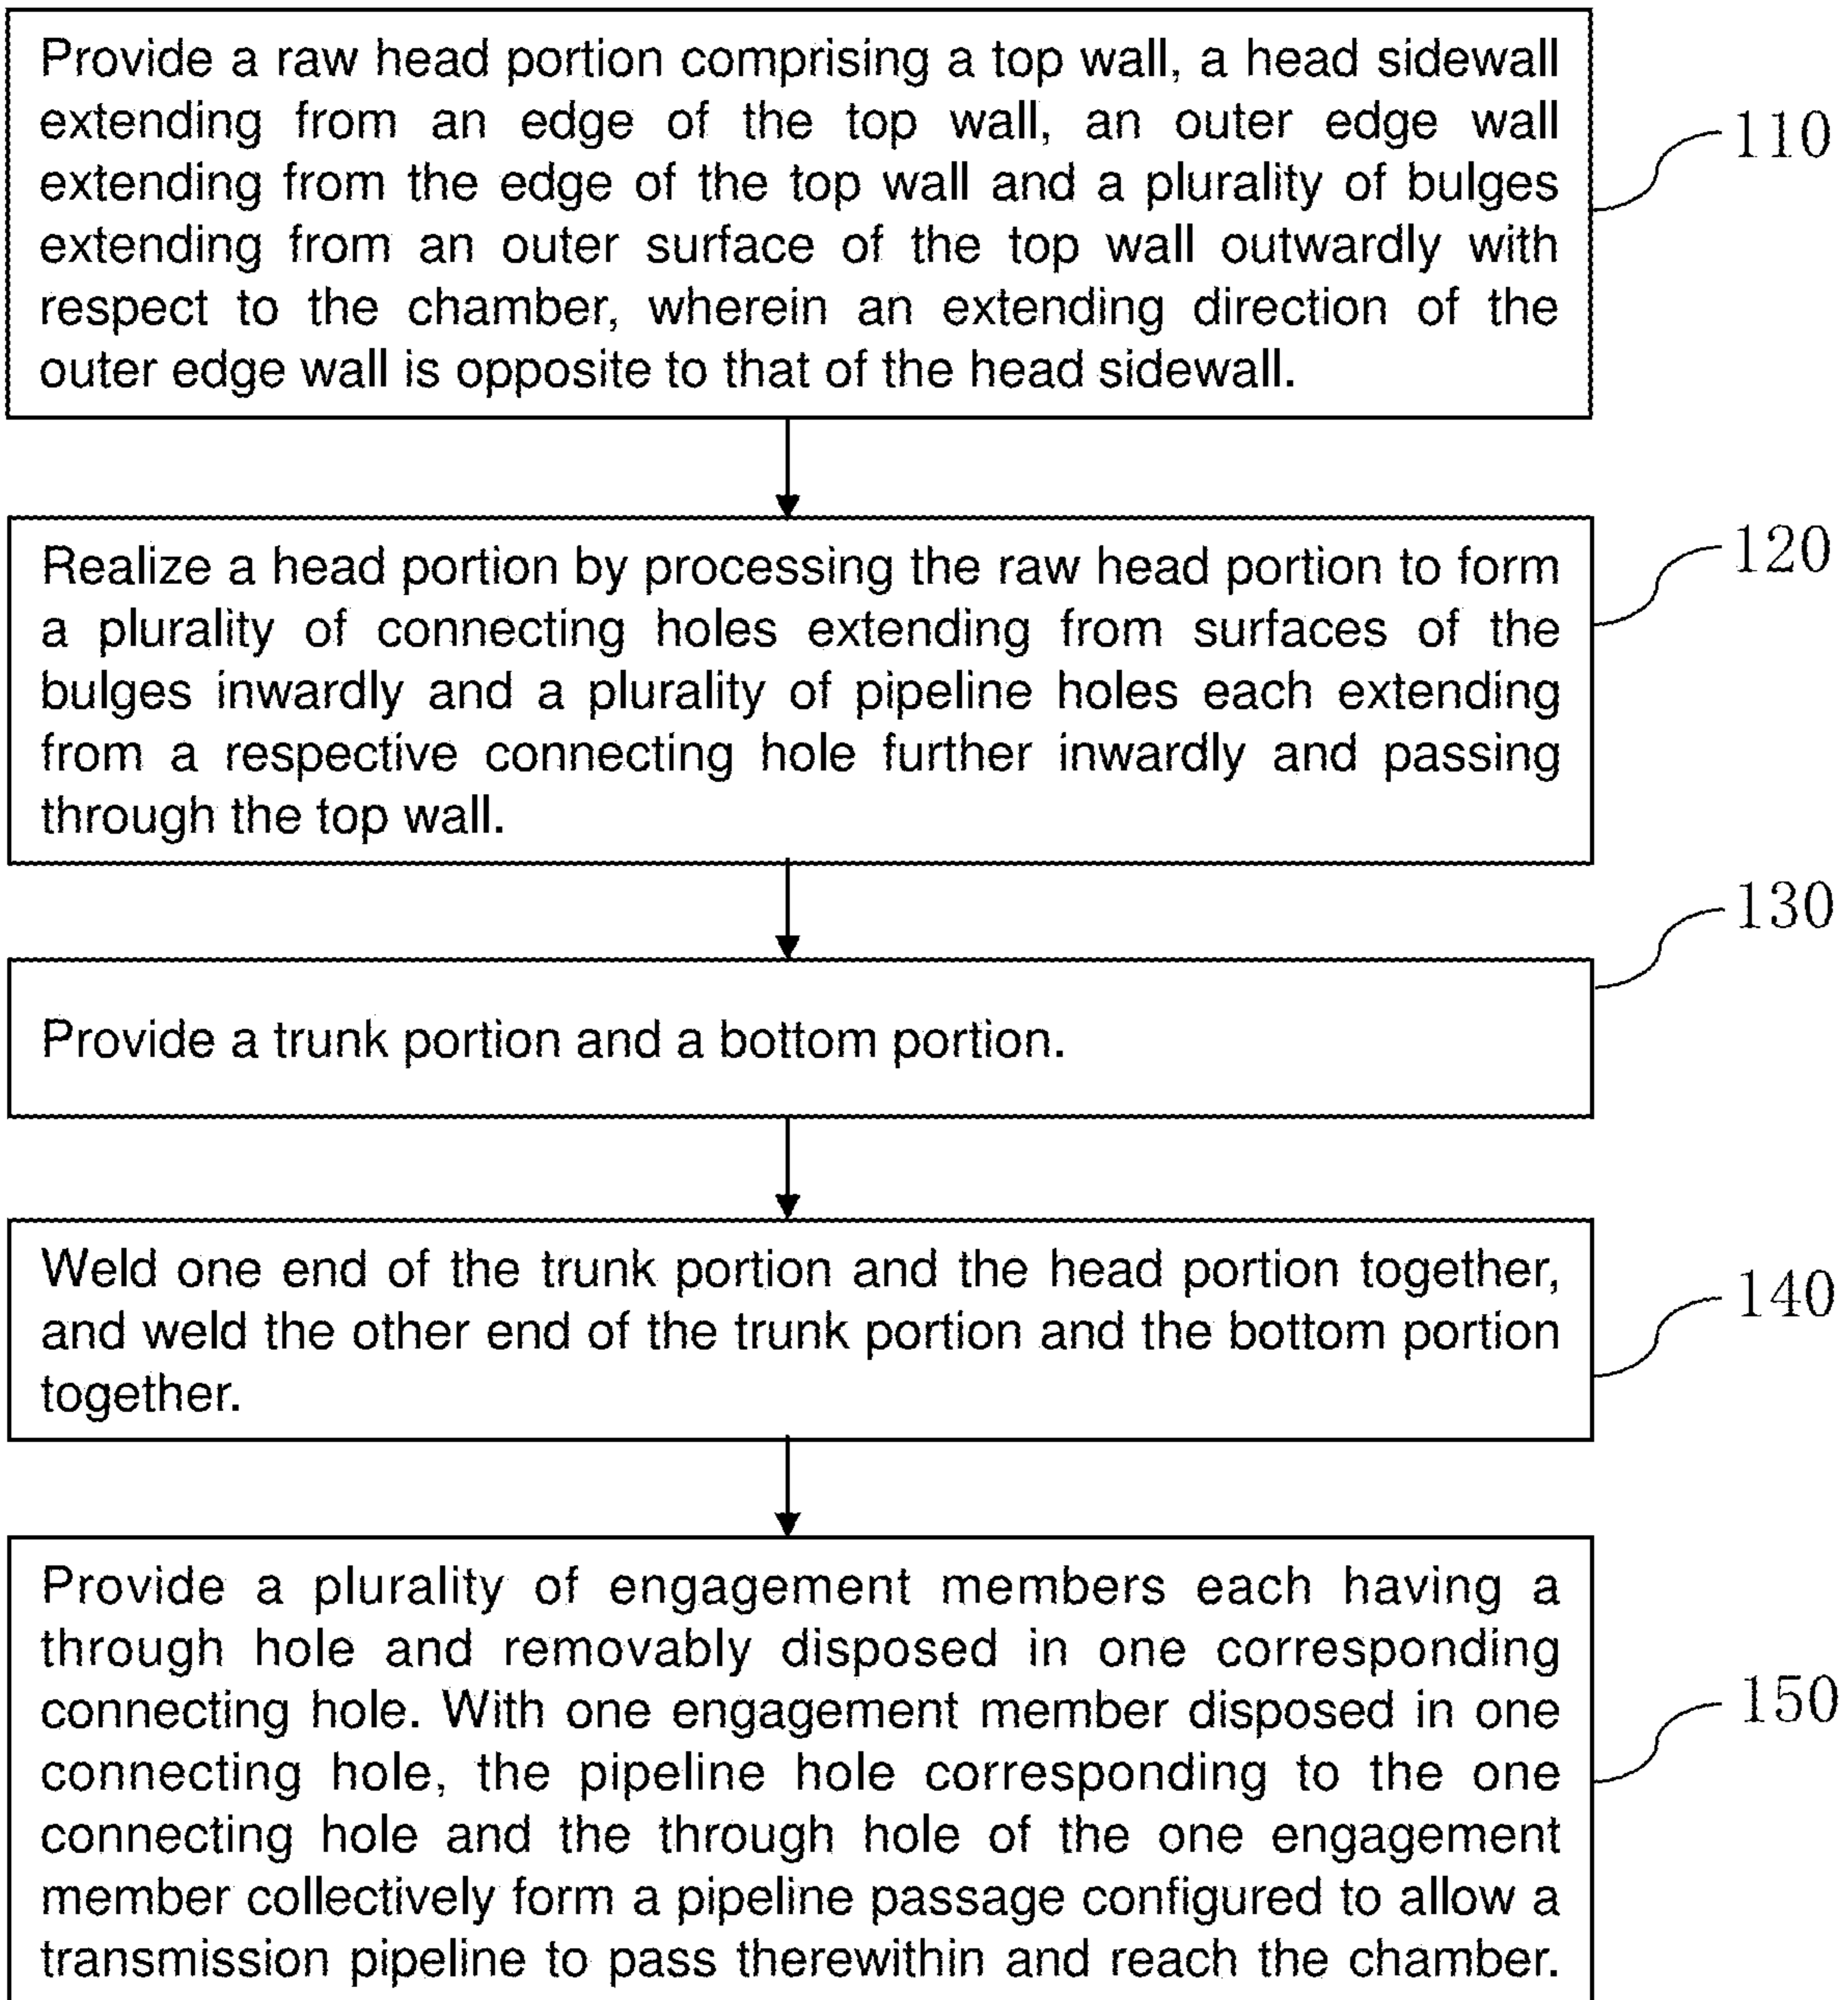 Provide a raw head portion comprising a top wall, a head sidewall
extending from an edge of the top wall, an outer edge wall
extending from the edge of the top wall and a plurality of bulges
extending from an outer surface of the top wall outwardly with
respect to the chamber, wherein an extending direction of the
outer edge wall is opposite to that of the head sidewall.
110
Realize a head portion by processing the raw head portion to form
a plurality of connecting holes extending from surfaces of the
bulges inwardly and a plurality of pipeline holes each extending
from a respective connecting hole further inwardly and passing
through the top wall.
120
Provide a trunk portion and a bottom portion.
130
Weld one end of the trunk portion and the head portion together,
and weld the other end of the trunk portion and the bottom portion
together.
140
Provide a plurality of engagement members each having a
through hole and removably disposed in one corresponding
connecting hole. With one engagement member disposed in one
connecting hole, the pipeline hole corresponding to the one
connecting hole and the through hole of the one engagement
member collectively form a pipeline passage configured to allow a
transmission pipeline to pass therewithin and reach the chamber.
150